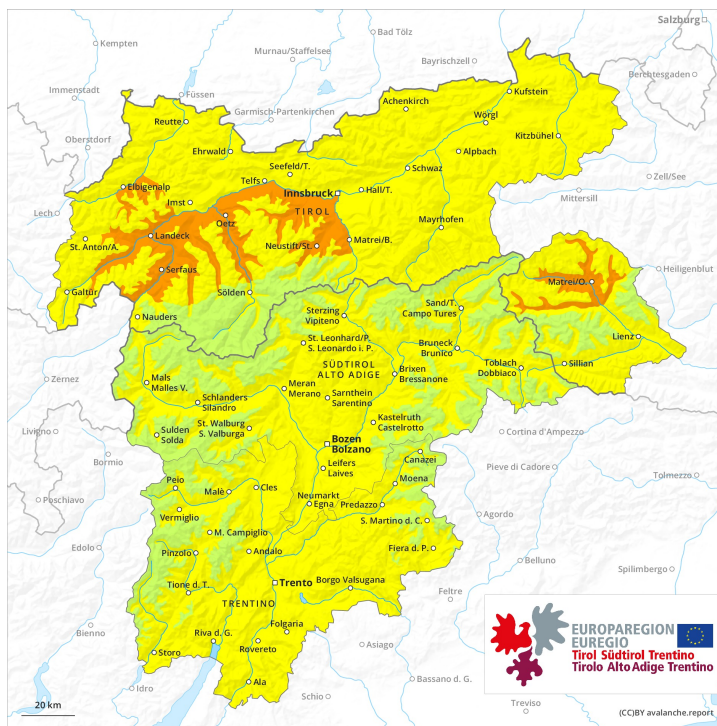 Salzburg
Kempten
Bad Tölz
Murnau/Staffelsee
Bayrischzell
Berchtesgaden
Immenstadt
Füssen
Garmisch-Partenkirchen
Achenkirch
Kufstein
Reutte
Wörgl
Oberstdorf
Ehrwald
Kitzbühel
Seefeld/T.
Alpbach
Schwaz
Zell/See
Telfs
Elbigenalp
Innsbruck
Hall/T.
Mittersill
Imst
TIROL
Lech
Oetz
Mayrhofen
Landeck
St. Anton/A.
Neustift/St.
Matrei/B.
Heiligenblut
Serfaus
Matrei/O.
Galtür
Sölden
Nauders
Sterzing
Vipiteno
Sand/T.
Campo Tures
Lienz
St. Leonhard/P.
S. Leonardo i. P.
Bruneck
Brunico
Toblach
Dobbiaco
Sillian
SÜDTIROL
ALTO ADIGE
Brixen
Bressanone
Zernez
Mals
Malles V.
Meran
Merano
Sarnthein
Sarentino
Schlanders
Silandro
St. Walburg
S. Valburga
Kastelruth
Castelrotto
Livigno
Sulden
Solda
Cortina d'Ampezzo
Bozen
Bolzano
Bormio
Canazei
Leifers
Laives
Pieve di Cadore
Tolmezzo
Moena
Peio
Cles
Malè
Neumarkt
Egna
Predazzo
Poschiavo
Vermiglio
Agordo
M. Campiglio
S. Martino d. C.
Edolo
Pinzolo
Andalo
Fiera d. P.
Belluno
Spilimbergo
Trento
Tione d. T.
Borgo Valsugana
Feltre
TRENTINO
Folgaria
Bienno
Riva d. G.
Rovereto
Asiago
Storo
Bassano d. G.
Idro
Ala
Schio
Treviso
EUROPAREGION
EUREGIO
Tirol Südtirol Trentino
Tirolo Alto Adige Trentino
20 km
(CC)BY avalanche.report